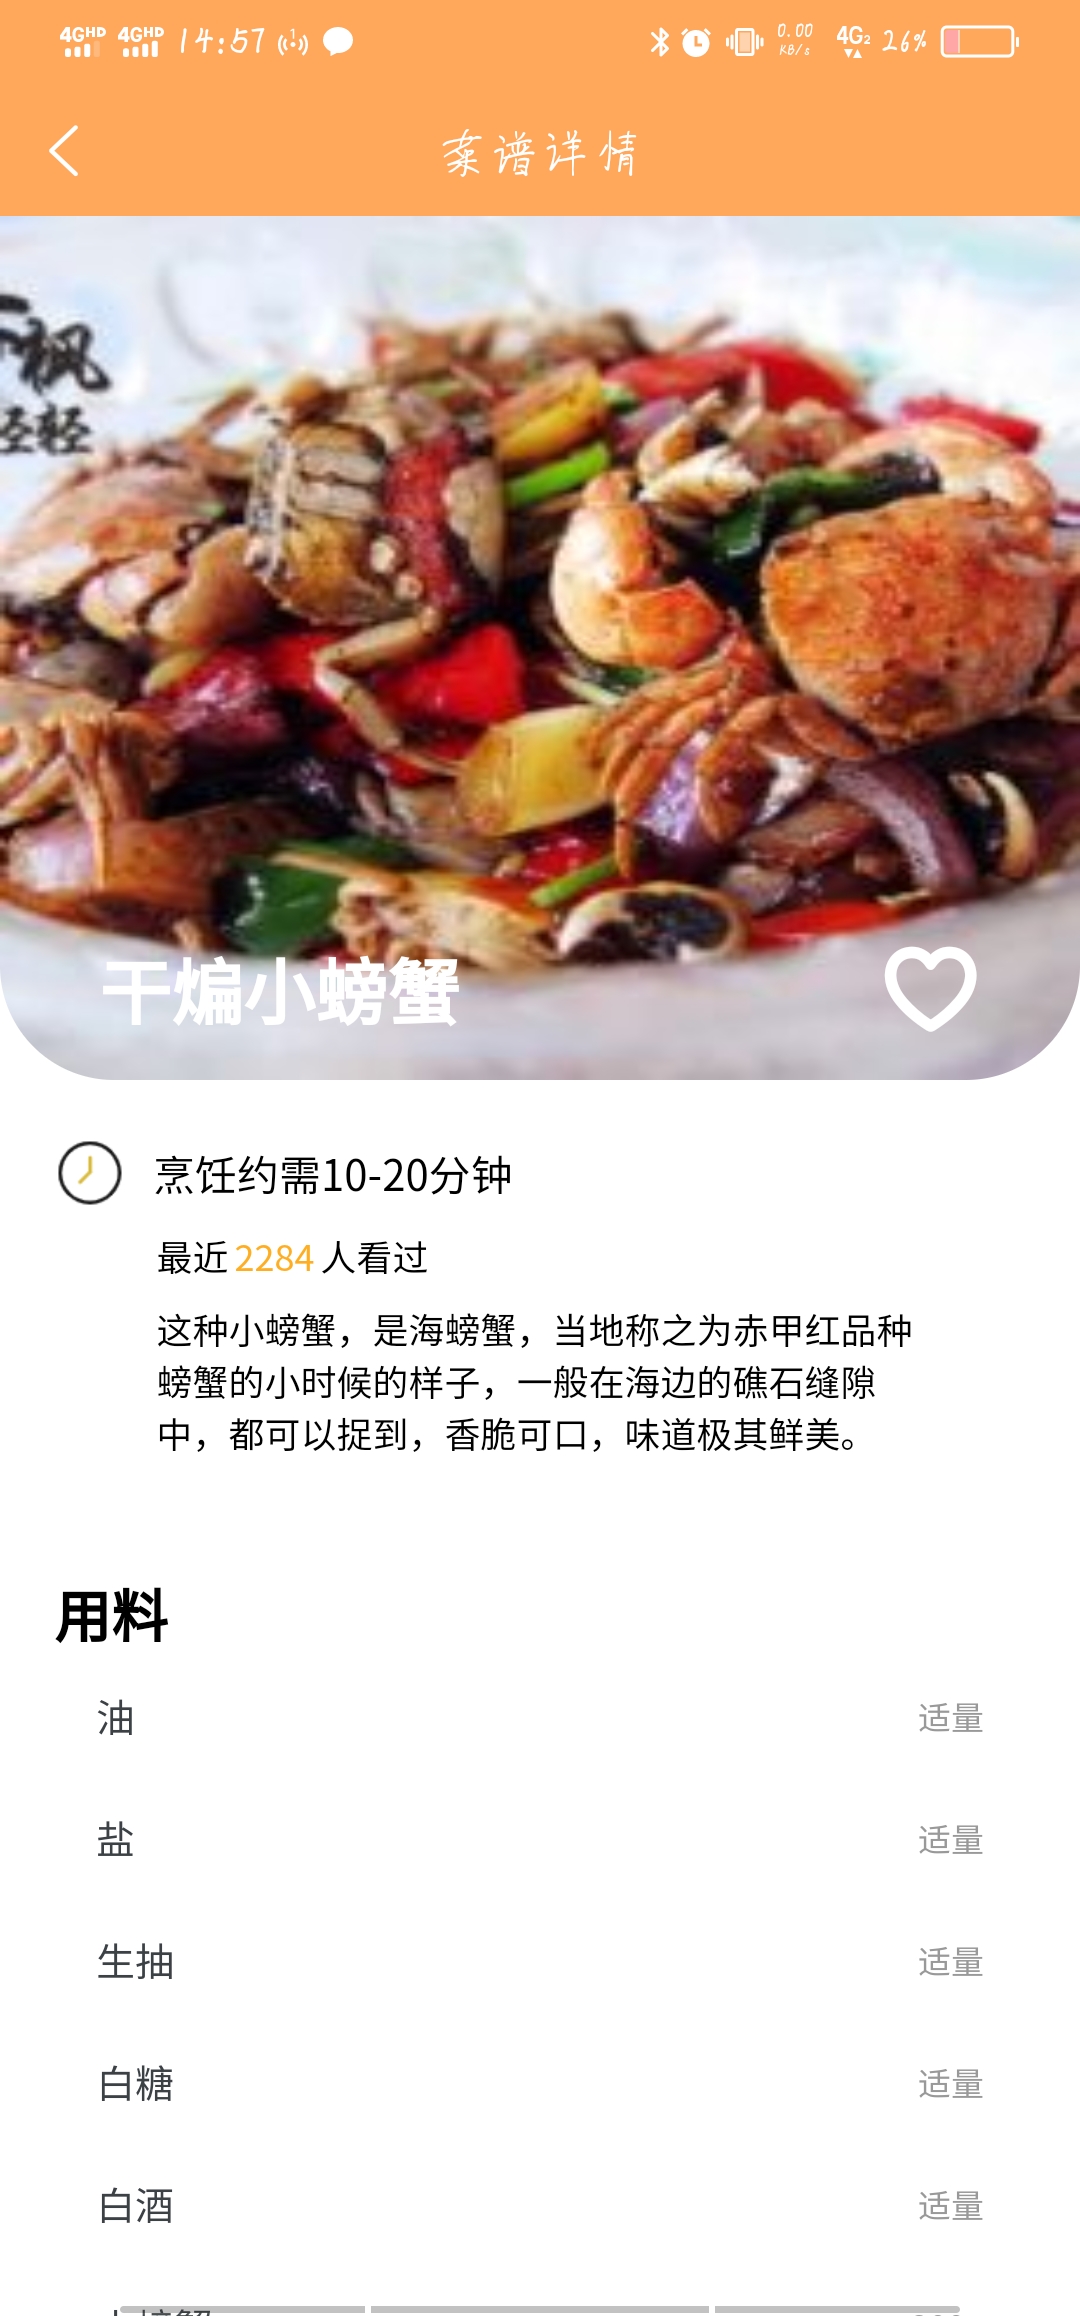 4GHD 4GHD 14:57 0.00 KB/s 4G2 26%
菜谱详情
枫
轻
干煸小螃蟹
烹饪约需10-20分钟
最近2284人看过
这种小螃蟹，是海螃蟹，当地称之为赤甲红品种
螃蟹的小时候的样子，一般在海边的礁石缝隙
中，都可以捉到，香脆可口，味道极其鲜美。
用料
油 适量
盐 适量
生抽 适量
白糖 适量
白酒 适量